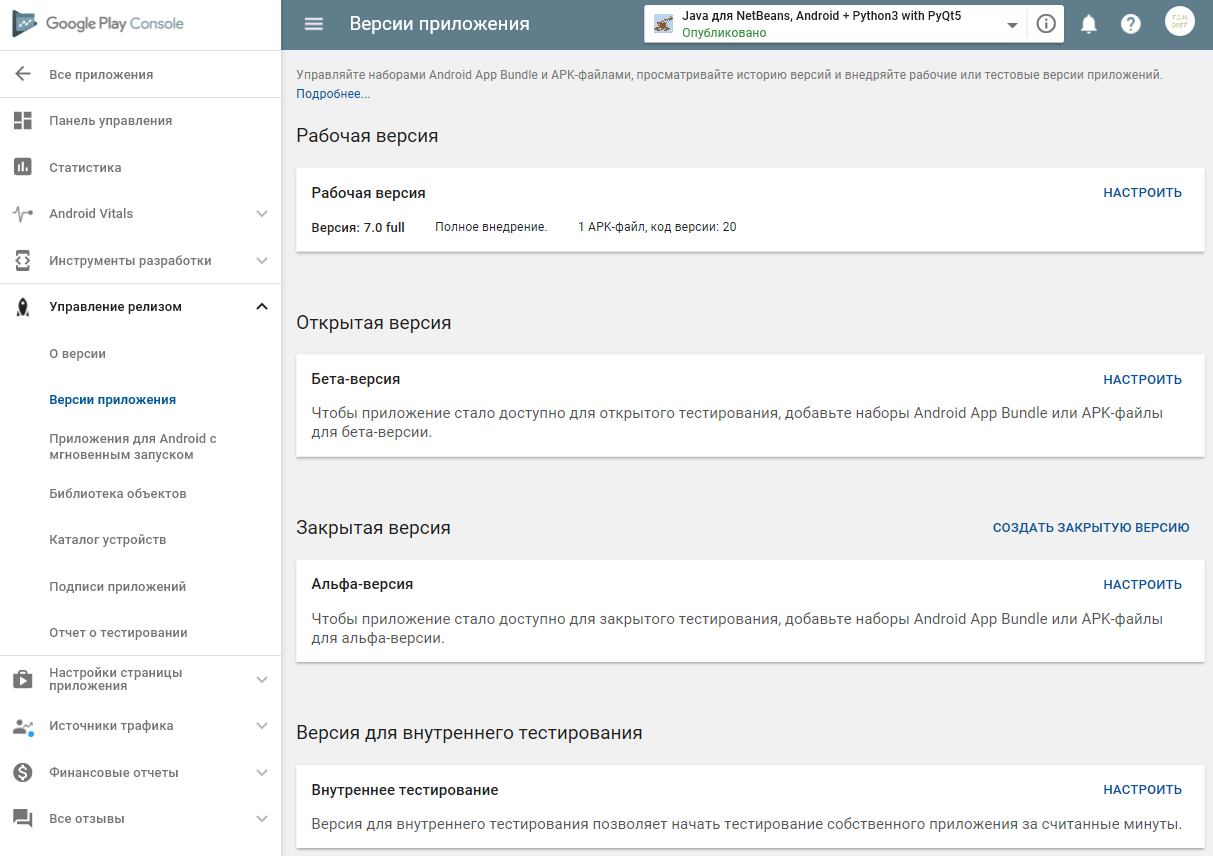 Google Play Console
Все приложения
Панель управления
Статистика
Android Vitals
Инструменты разработки
Управление релизом
О версии
Версии приложения
Приложения для Android с
мгновенным запуском
Библиотека объектов
Каталог устройств
Подписи приложений
Отчет о тестировании
Настройки страницы
приложения
Источники трафика
Финансовые отчеты
Все отзывы
Версии приложения
Java для NetBeans, Android + Python3 with PyQt5
Опубликовано
T.S.H.
SOFT
Управляйте наборами Android App Bundle и APK-файлами, просматривайте историю версий и внедряйте рабочие или тестовые версии приложений.
Подробнее...
Рабочая версия
Рабочая версия
НАСТРОИТЬ
Версия: 7.0 full Полное внедрение. 1 APK-файл, код версии: 20
Открытая версия
Бета-версия
НАСТРОИТЬ
Чтобы приложение стало доступно для открытого тестирования, добавьте наборы Android App Bundle или APK-файлы
для бета-версии.
Закрытая версия
СОЗДАТЬ ЗАКРЫТУЮ ВЕРСИЮ
Альфа-версия
НАСТРОИТЬ
Чтобы приложение стало доступно для закрытого тестирования, добавьте наборы Android App Bundle или APK-файлы
для альфа-версии.
Версия для внутреннего тестирования
Внутреннее тестирование
НАСТРОИТЬ
Версия для внутреннего тестирования позволяет начать тестирование собственного приложения за считанные минуты.